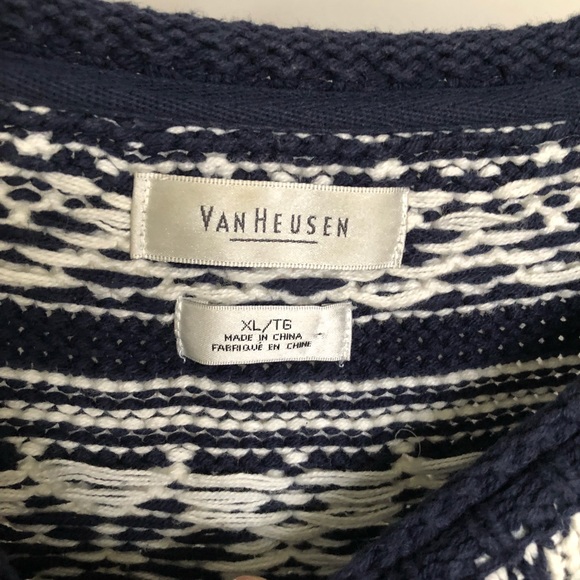 VAN HEUSEN
XL/TG
MADE IN CHINA
FABRIQUÉ EN CHINE